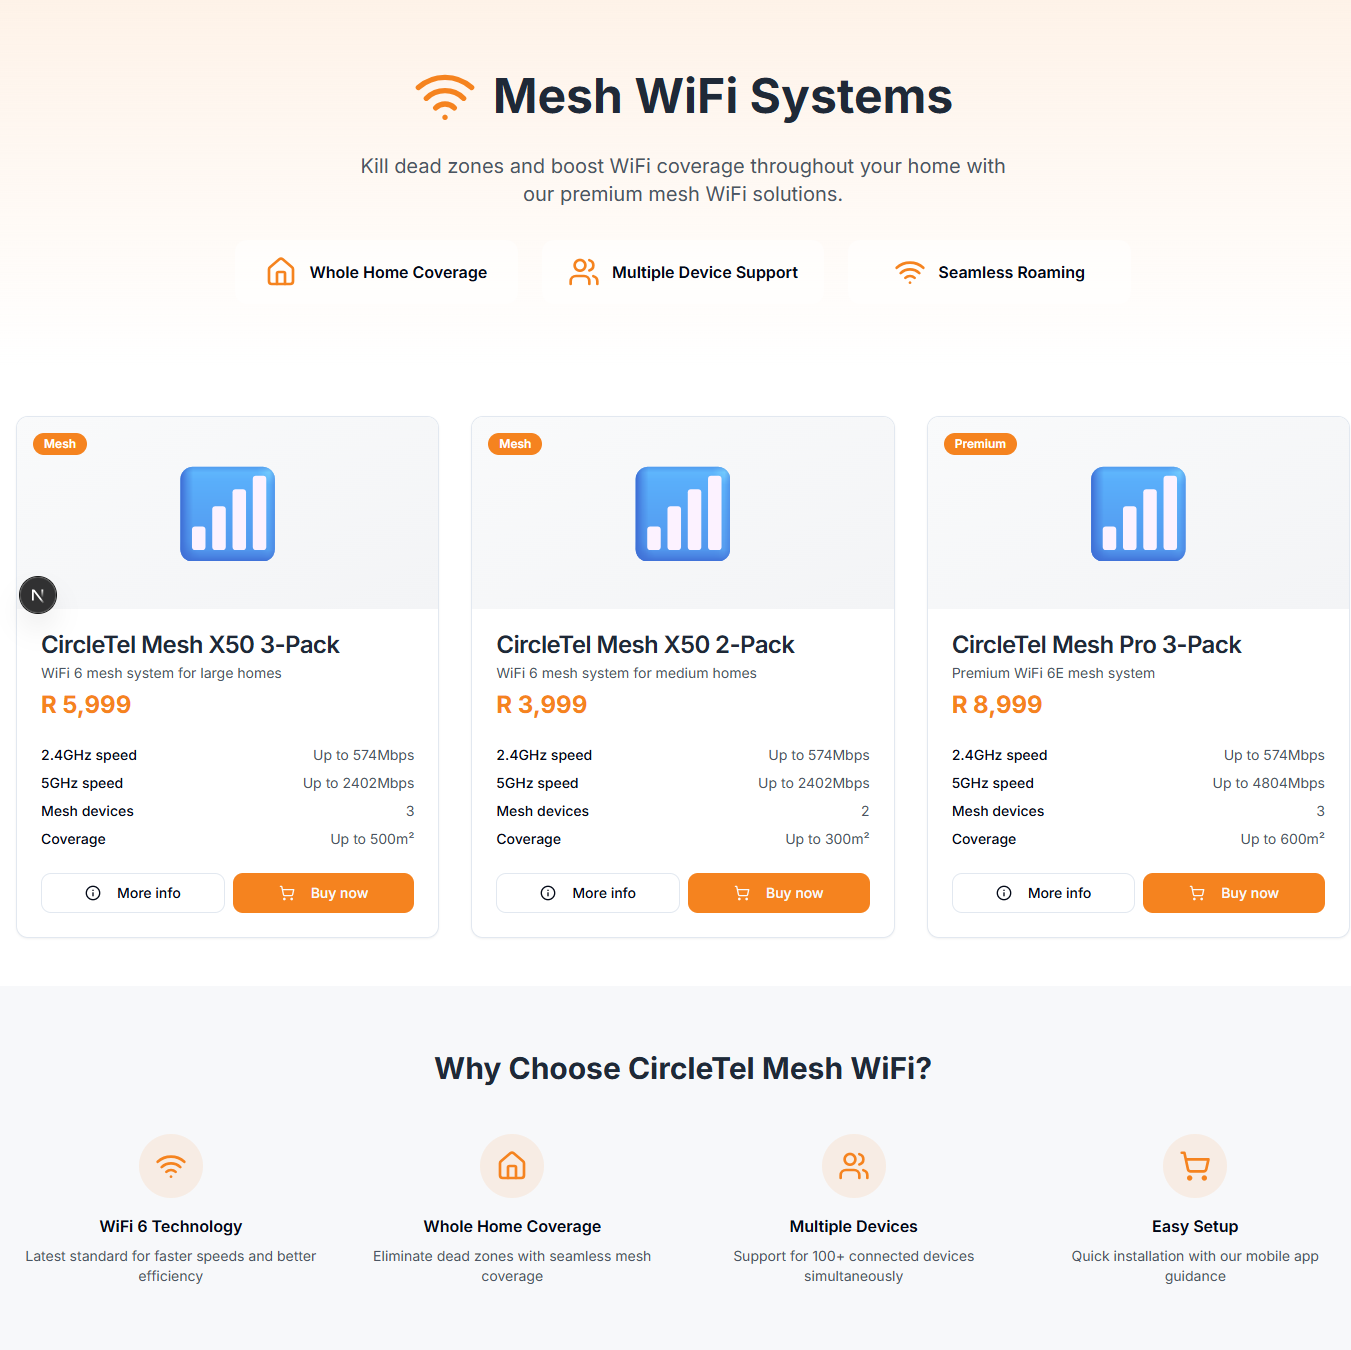 Mesh WiFi Systems
Kill dead zones and boost WiFi coverage throughout your home with
our premium mesh WiFi solutions.
Whole Home Coverage
Multiple Device Support
Seamless Roaming
Mesh
CircleTel Mesh X50 3-Pack
WiFi 6 mesh system for large homes
R 5,999
2.4GHz speed Up to 574Mbps
5GHz speed Up to 2402Mbps
Mesh devices 3
Coverage Up to 500m²
More info
Buy now
Mesh
CircleTel Mesh X50 2-Pack
WiFi 6 mesh system for medium homes
R 3,999
2.4GHz speed Up to 574Mbps
5GHz speed Up to 2402Mbps
Mesh devices 2
Coverage Up to 300m²
More info
Buy now
Premium
CircleTel Mesh Pro 3-Pack
Premium WiFi 6E mesh system
R 8,999
2.4GHz speed Up to 574Mbps
5GHz speed Up to 4804Mbps
Mesh devices 3
Coverage Up to 600m²
More info
Buy now
N
Why Choose CircleTel Mesh WiFi?
WiFi 6 Technology
Latest standard for faster speeds and better
efficiency
Whole Home Coverage
Eliminate dead zones with seamless mesh
coverage
Multiple Devices
Support for 100+ connected devices
simultaneously
Easy Setup
Quick installation with our mobile app
guidance